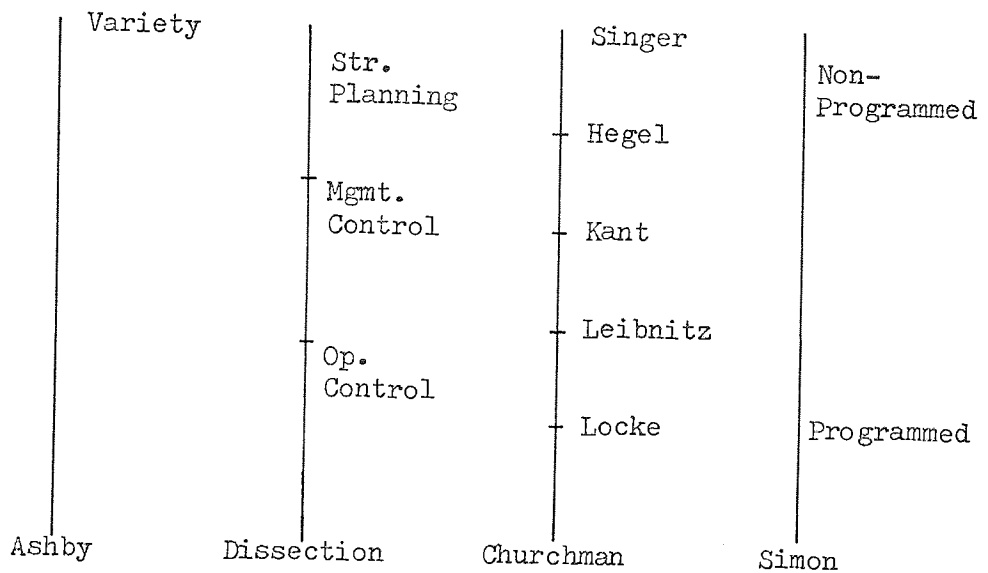 Variety
Str.
Planning
Mgmt.
Control
Op.
Control
Singer
Hegel
Kant
Leibnitz
Locke
Non-
Programmed
Programmed
Ashby
Dissection
Churchman
Simon